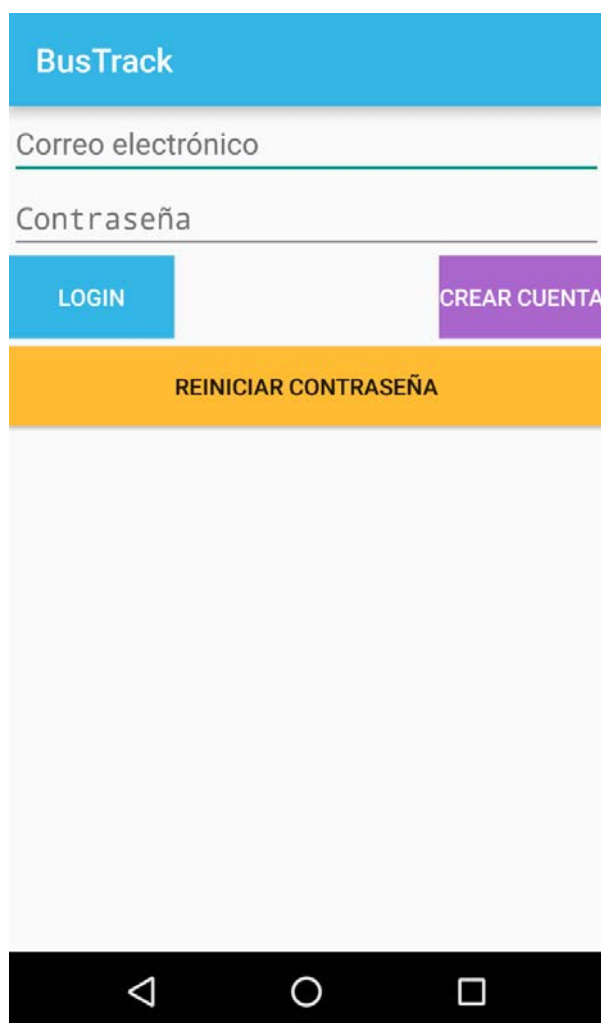 BusTrack
Correo electrónico
Contraseña
LOGIN CREAR CUENTA
REINICIAR CONTRASEÑA